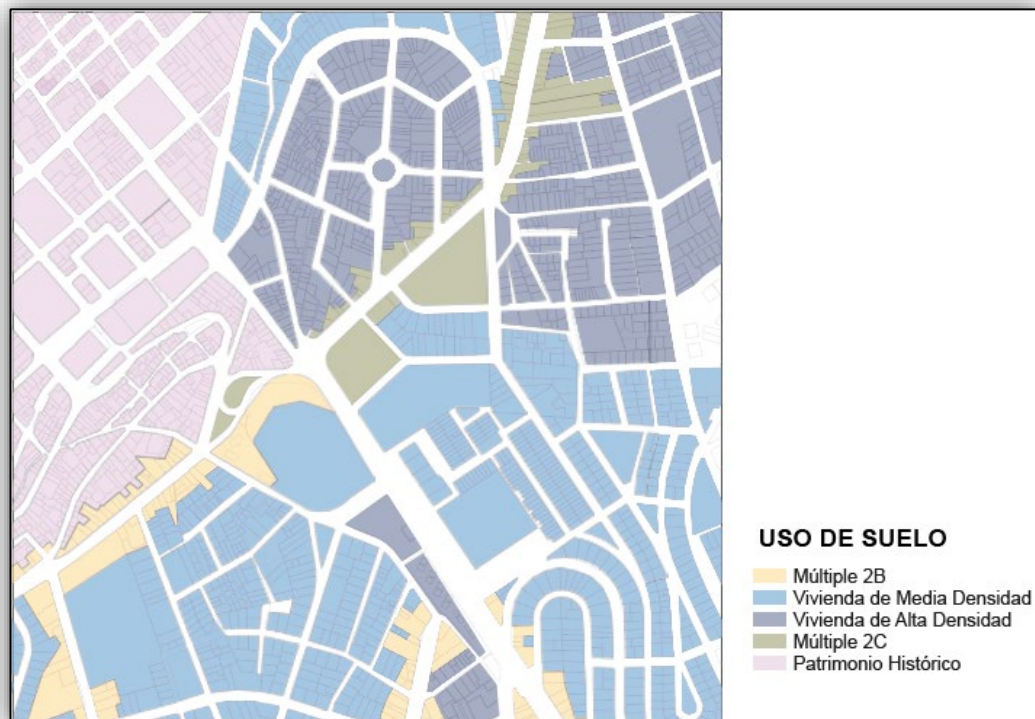 USO DE SUELO
Múltiple 2B
Vivienda de Media Densidad
Vivienda de Alta Densidad
Múltiple 2C
Patrimonio Histórico